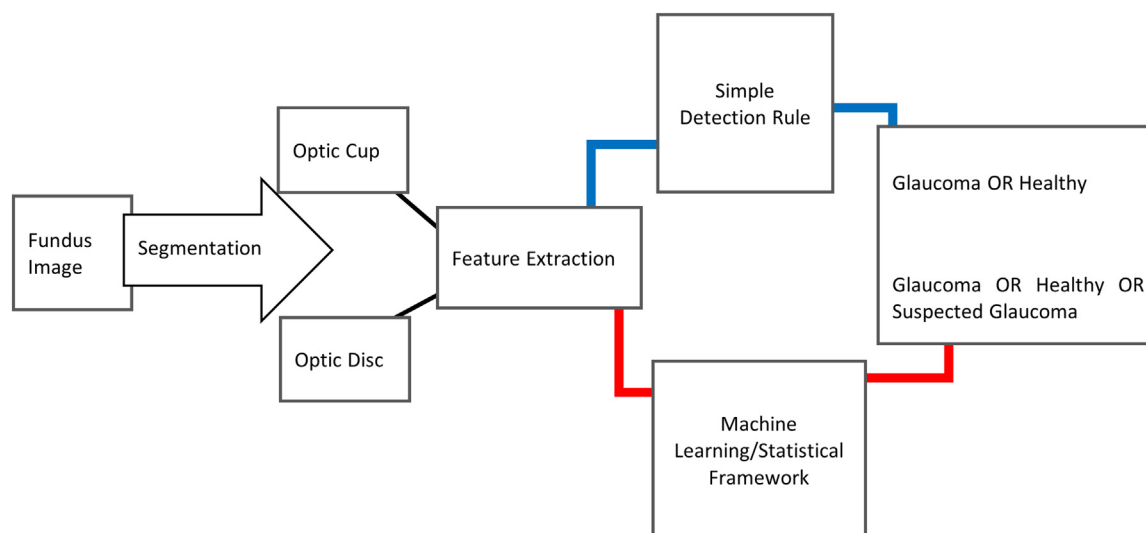 Fundus
Image
Segmentation
Optic Cup
Optic Disc
Feature Extraction
Simple
Detection Rule
Machine
Learning/Statistical
Framework
Glaucoma OR Healthy
Glaucoma OR Healthy OR
Suspected Glaucoma